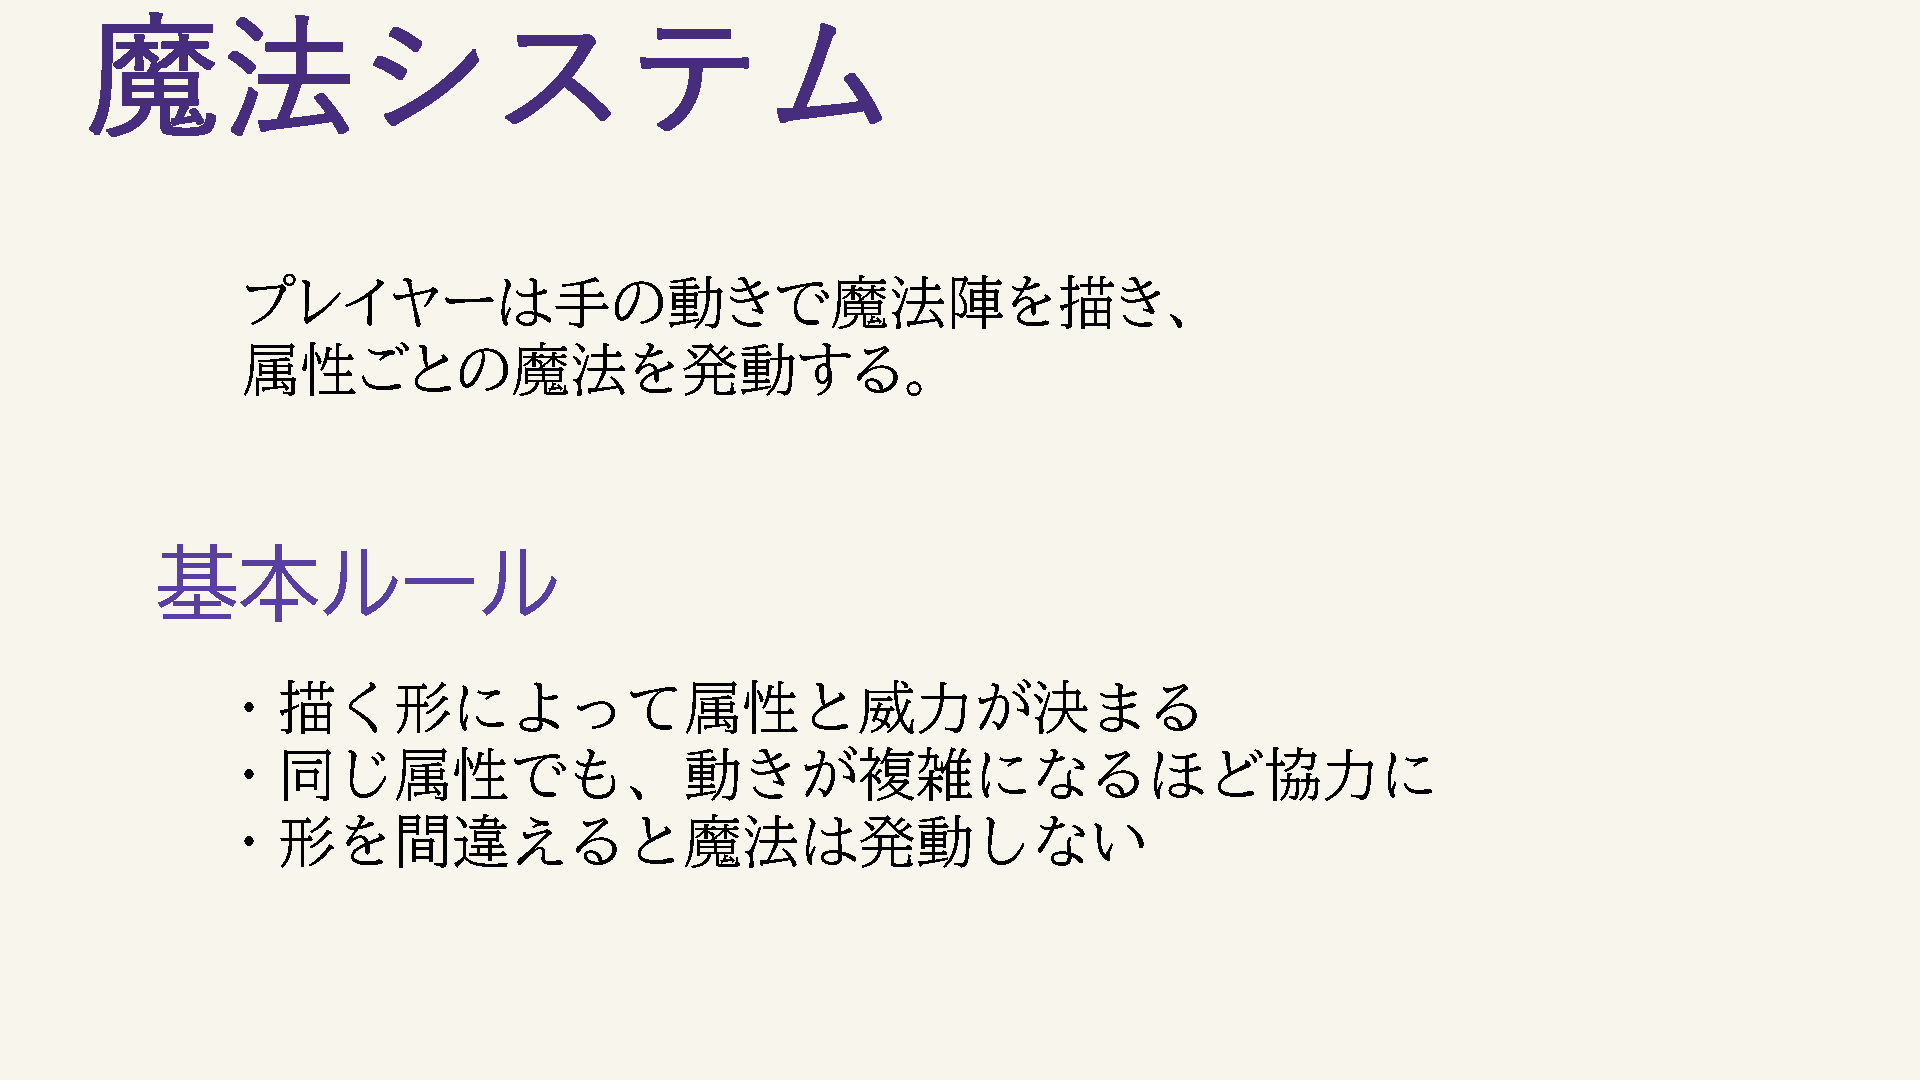 魔法システム
プレイヤーは手の動きで魔法陣を描き、
属性ごとの魔法を発動する。
基本ルール
・描く形によって属性と威力が決まる
・同じ属性でも、動きが複雑になるほど協力に
・形を間違えると魔法は発動しない